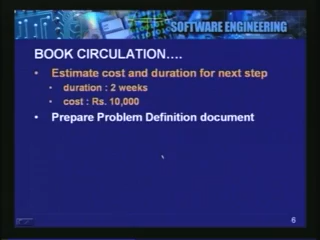 SOFTWARE ENGINEERING
BOOK CIRCULATION....
• Estimate cost and duration for next step
• duration : 2 weeks
• cost : Rs. 10,000
• Prepare Problem Definition document
6